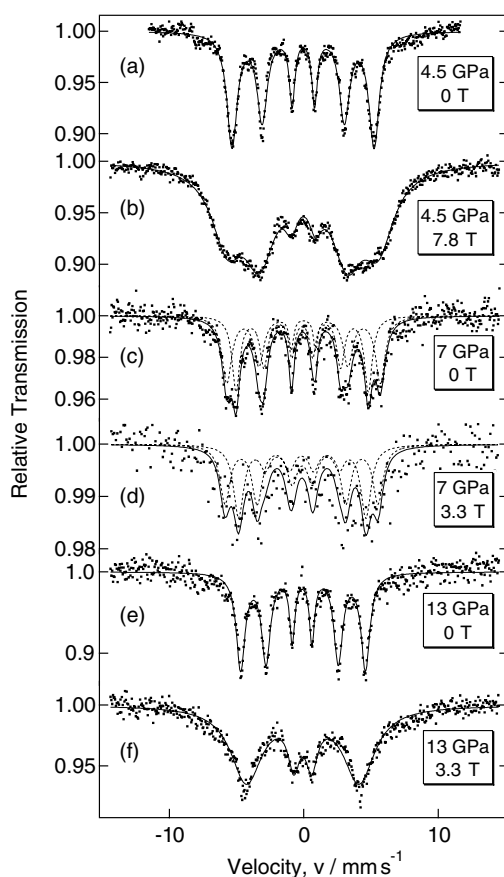 1.00
0.95
0.90
(a)
4.5 GPa
0 T
1.00
0.95
0.90
(b)
4.5 GPa
7.8 T
1.00
0.98
0.96
(c)
7 GPa
0 T
1.00
0.99
0.98
(d)
7 GPa
3.3 T
1.0
0.9
(e)
13 GPa
0 T
1.00
0.95
(f)
13 GPa
3.3 T
Relative Transmission
-10 0 10
Velocity, v / mm s⁻¹